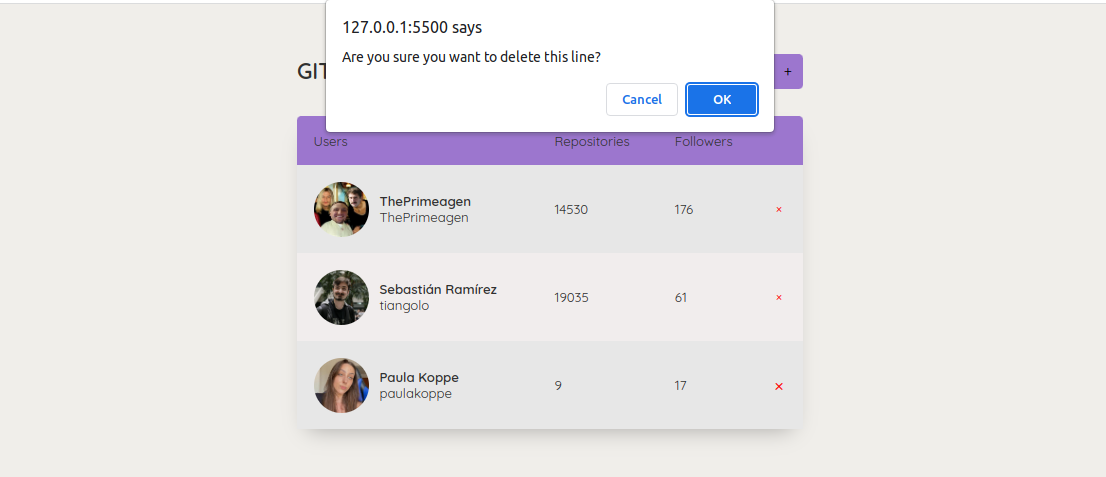 127.0.0.1:5500 says
Are you sure you want to delete this line?
Cancel OK
GIT +
Users Repositories Followers
ThePrimeagen
ThePrimeagen 14530 176 ×
Sebastián Ramírez
tiangolo 19035 61 ×
Paula Koppe
paulakoppe 9 17 ×